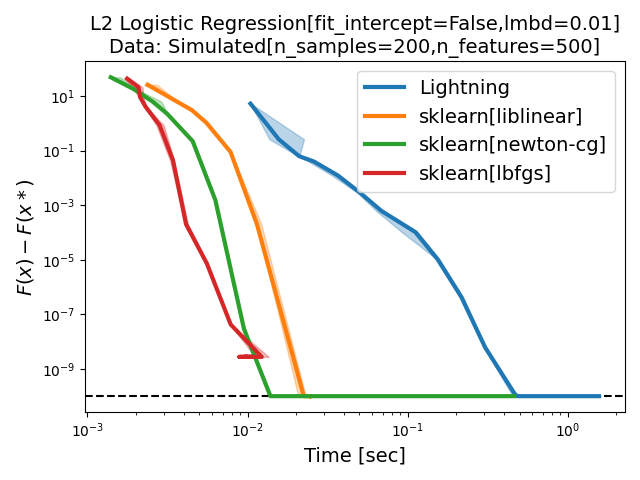 L2 Logistic Regression[fit_intercept=False,lmbd=0.01]
Data: Simulated[n_samples=200,n_features=500]
Lightning
sklearn[liblinear]
sklearn[newton-cg]
sklearn[lbfgs]
F(x) − F(x*)
10¹
10⁻¹
10⁻³
10⁻⁵
10⁻⁷
10⁻⁹
10⁻³
10⁻²
10⁻¹
10⁰
Time [sec]